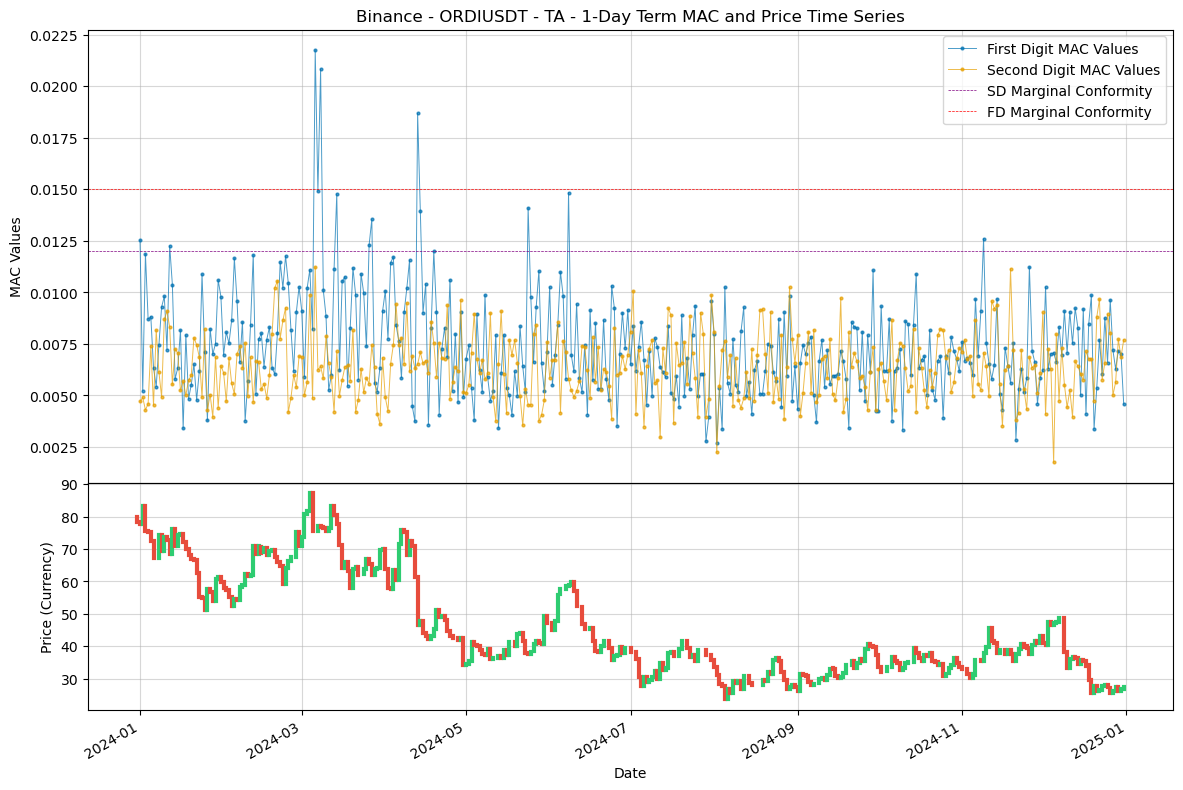 Binance - ORDIUSDT - TA - 1-Day Term MAC and Price Time Series
First Digit MAC Values
Second Digit MAC Values
SD Marginal Conformity
FD Marginal Conformity
MAC Values
0.0225
0.0200
0.0175
0.0150
0.0125
0.0100
0.0075
0.0050
0.0025
Price (Currency)
90
80
70
60
50
40
30
2024-01
2024-03
2024-05
2024-07
2024-09
2024-11
2025-01
Date